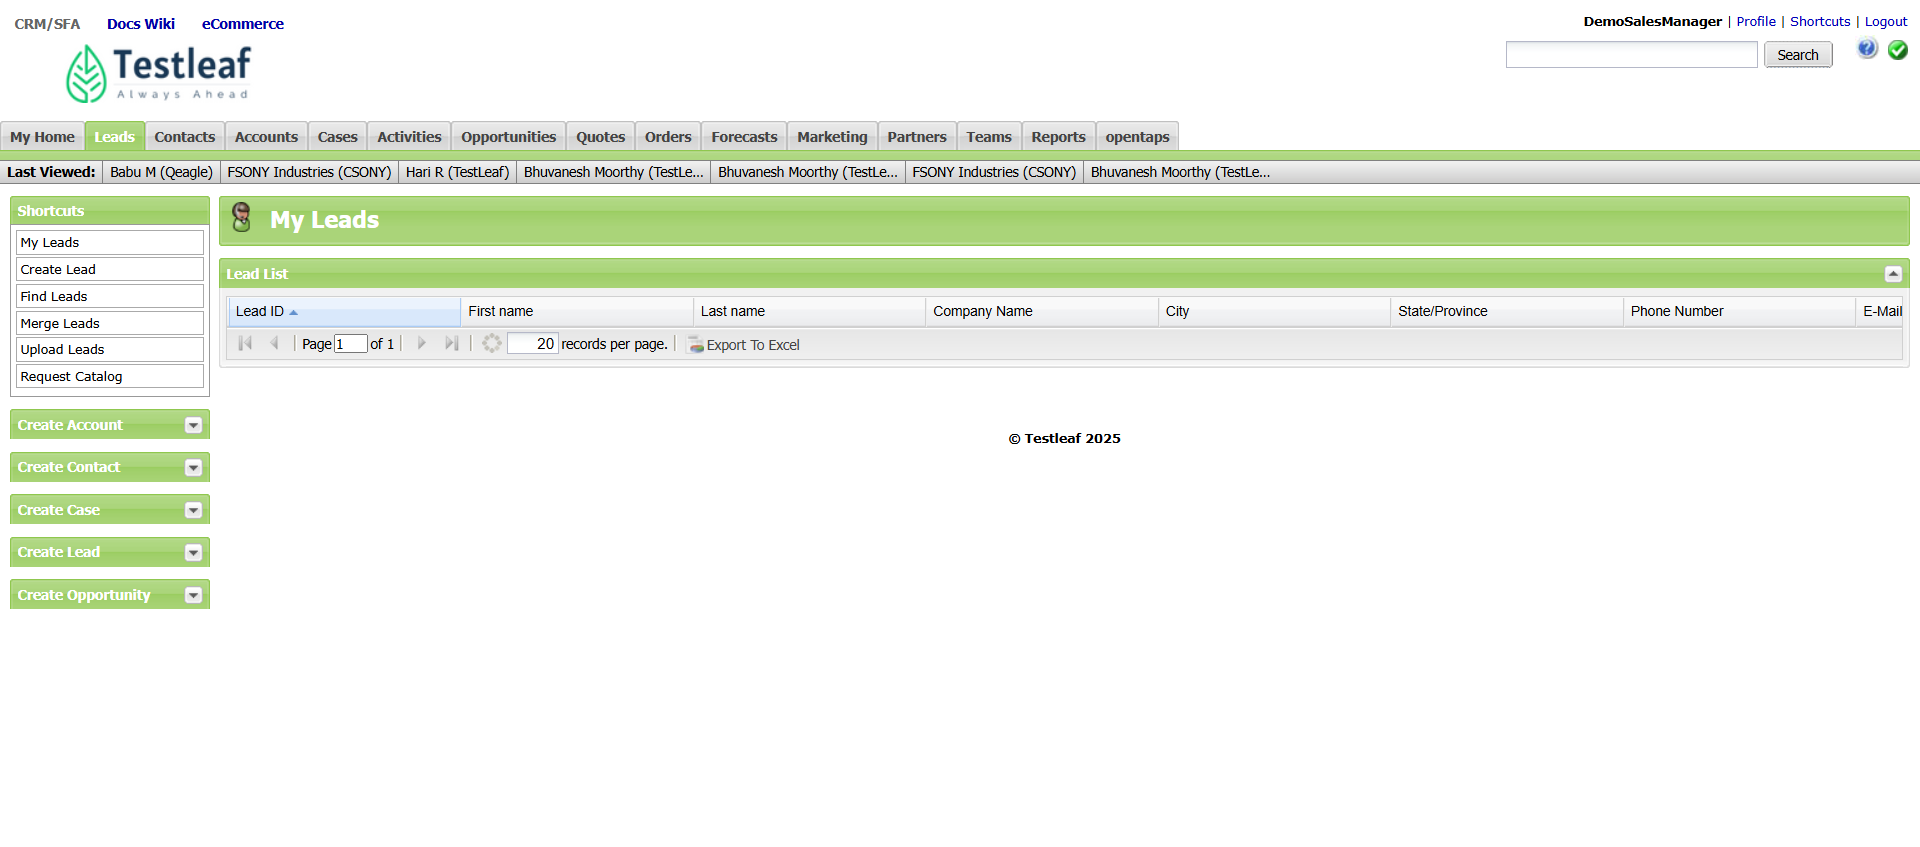 CRM/SFA Docs Wiki eCommerce
DemoSalesManager | Profile | Shortcuts | Logout
Testleaf
Always Ahead
Search
My Home Leads Contacts Accounts Cases Activities Opportunities Quotes Orders Forecasts Marketing Partners Teams Reports opentaps
Last Viewed: Babu M (Qeagle) FSONY Industries (CSONY) Hari R (TestLeaf) Bhuvanesh Moorthy (TestLe... Bhuvanesh Moorthy (TestLe... FSONY Industries (CSONY) Bhuvanesh Moorthy (TestLe...
Shortcuts
My Leads
Create Lead
Find Leads
Merge Leads
Upload Leads
Request Catalog
Create Account
Create Contact
Create Case
Create Lead
Create Opportunity
My Leads
Lead List
Lead ID First name Last name Company Name City State/Province Phone Number E-Mail
Page 1 of 1 20 records per page. Export To Excel
© Testleaf 2025